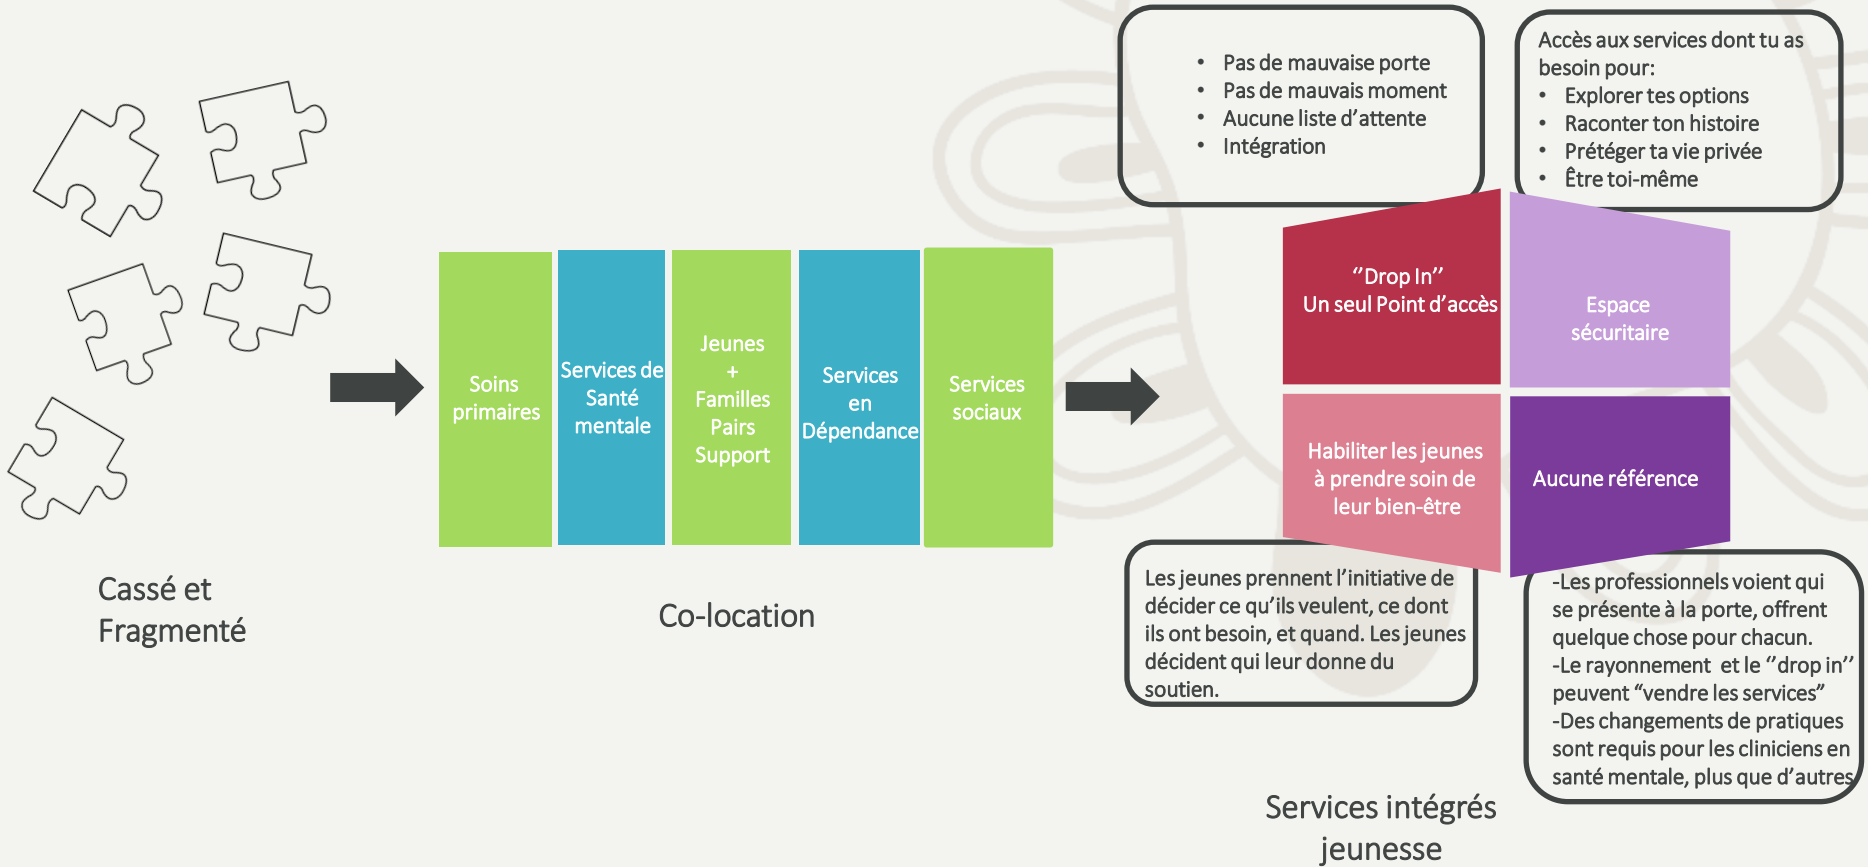 Cassé et
Fragmenté
Soins
primaires
Services de
Santé
mentale
Jeunes
+
Familles
Pairs
Support
Services
en
Dépendance
Services
sociaux
Co-location
• Pas de mauvaise porte
• Pas de mauvais moment
• Aucune liste d’attente
• Intégration
Accès aux services dont tu as
besoin pour:
• Explorer tes options
• Raconter ton histoire
• Prétéger ta vie privée
• Être toi-même
‘’Drop In’’
Un seul Point d’accès
Espace
sécuritaire
Habiliter les jeunes
à prendre soin de
leur bien-être
Aucune référence
Les jeunes prennent l’initiative de
décider ce qu’ils veulent, ce dont
ils ont besoin, et quand. Les jeunes
décident qui leur donne du
soutien.
-Les professionnels voient qui
se présente à la porte, offrent
quelque chose pour chacun.
-Le rayonnement et le ‘’drop in’’
peuvent “vendre les services”
-Des changements de pratiques
sont requis pour les cliniciens en
santé mentale, plus que d’autres
Services intégrés
jeunesse